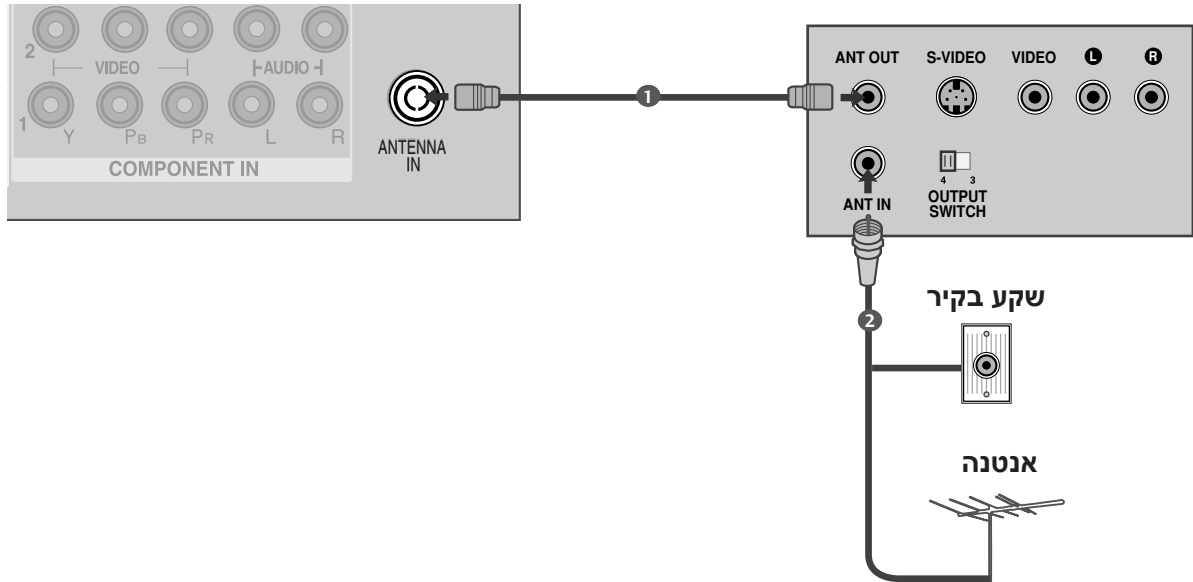 2
VIDEO
AUDIO
1
Y
PB
PR
L
R
COMPONENT IN
ANTENNA
IN
1
ANT OUT
S-VIDEO
VIDEO
L
R
ANT IN
4
3
OUTPUT
SWITCH
2
שקע בקיר
אנטנה